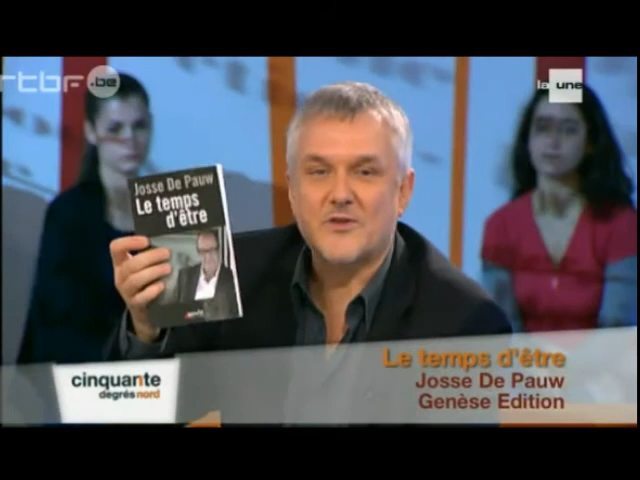 rtbf.be
la une
Josse De Pauw
Le temps
d'être
cinquante
degrés nord
Le temps d'être
Josse De Pauw
Genèse Edition